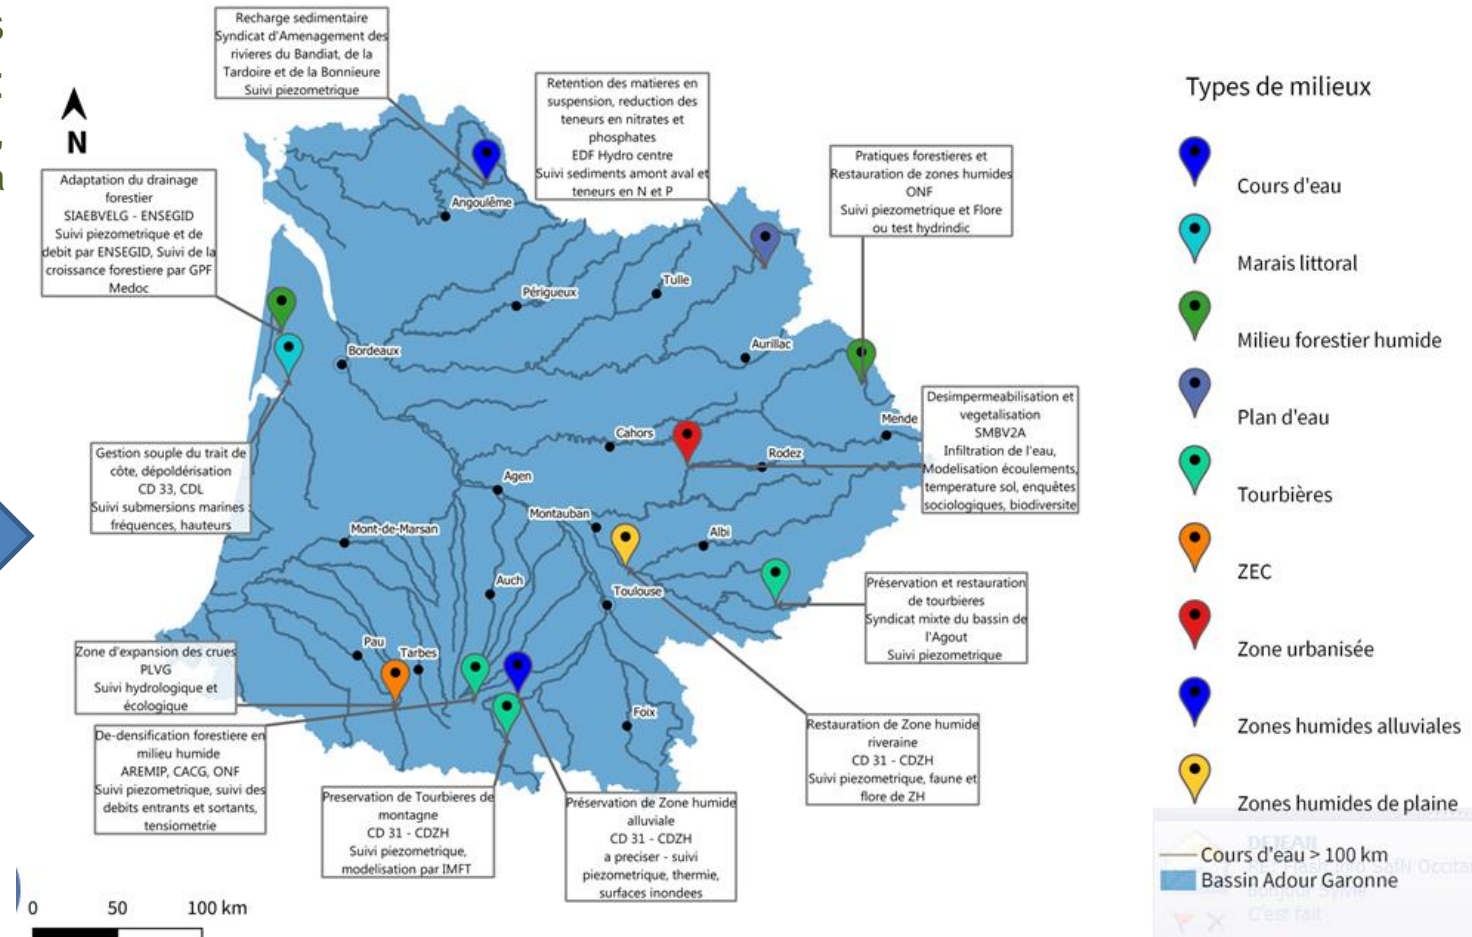 Recharge sedimentaire
Syndicat d'Amenagement des
rivieres du Bandiat, de la
Tardoire et de la Bonnieure
Suivi piezometrique
Retention des matieres en
suspension, reduction des
teneurs en nitrates et
phosphates
EDF Hydro centre
Suivi sediments amont aval et
teneurs en N et P
Pratiques forestieres et
Restauration de zones humides
ONF
Suivi piezometrique et Flore
ou test hydrindic
N
Adaptation du drainage
forestier
SIAEBVELG - ENSEGID
Suivi piezometrique et de
debit par ENSEGID, Suivi de la
croissance forestiere par GPF
Medoc
Angoulême
Périgueux
Tulle
Bordeaux
Aurillac
Mende
Cahors
Rodez
Agen
Montauban
Albi
Mont-de-Marsan
Auch
Toulouse
Pau
Tarbes
Foix
Desimpermeabilisation et
vegetalisation
SMBV2A
Infiltration de l'eau,
Modelisation écoulements,
temperature sol, enquêtes
sociologiques, biodiversite
Gestion souple du trait de
côte, dépoldérisation
CD 33, CDL
Suivi submersions marines :
fréquences, hauteurs
Préservation et restauration
de tourbieres
Syndicat mixte du bassin de
l'Agout
Suivi piezometrique
Zone d'expansion des crues
PLVG
Suivi hydrologique et
écologique
De-densification forestiere en
milieu humide
AREMIP, CACG, ONF
Suivi piezometrique, suivi des
debits entrants et sortants,
tensiometrie
Preservation de Tourbieres de
montagne
CD 31 - CDZH
Suivi piezometrique,
modelisation par IMFT
Préservation de Zone humide
alluviale
CD 31 - CDZH
a preciser - suivi
piezometrique, thermie,
surfaces inondees
Restauration de Zone humide
riveraine
CD 31 - CDZH
Suivi piezometrique, faune et
flore de ZH
0 50 100 km
Types de milieux
Cours d'eau
Marais littoral
Milieu forestier humide
Plan d'eau
Tourbières
ZEC
Zone urbanisée
Zones humides alluviales
Zones humides de plaine
Cours d'eau > 100 km
Bassin Adour Garonne
C'est fait